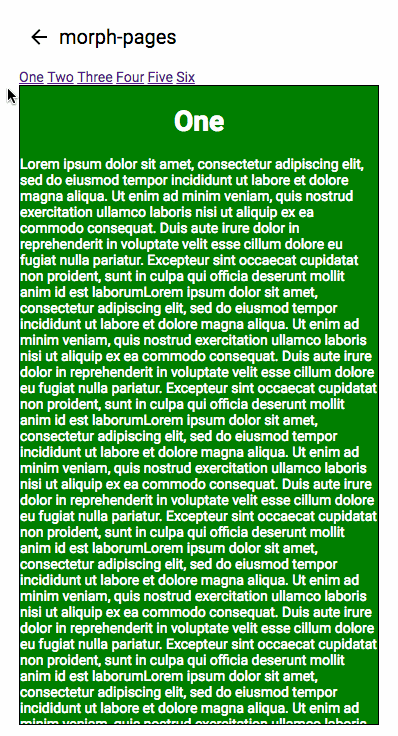 morph-pages
One Two Three Four Five Six
One
Lorem ipsum dolor sit amet, consectetur adipiscing elit,
sed do eiusmod tempor incididunt ut labore et dolore
magna aliqua. Ut enim ad minim veniam, quis nostrud
exercitation ullamco laboris nisi ut aliquip ex ea
commodo consequat. Duis aute irure dolor in
reprehenderit in voluptate velit esse cillum dolore eu
fugiat nulla pariatur. Excepteur sint occaecat cupidatat
non proident, sunt in culpa qui officia deserunt mollit
anim id est laborumLorem ipsum dolor sit amet,
consectetur adipiscing elit, sed do eiusmod tempor
incididunt ut labore et dolore magna aliqua. Ut enim ad
minim veniam, quis nostrud exercitation ullamco laboris
nisi ut aliquip ex ea commodo consequat. Duis aute irure
dolor in reprehenderit in voluptate velit esse cillum dolore
eu fugiat nulla pariatur. Excepteur sint occaecat cupidatat
non proident, sunt in culpa qui officia deserunt mollit
anim id est laborumLorem ipsum dolor sit amet,
consectetur adipiscing elit, sed do eiusmod tempor
incididunt ut labore et dolore magna aliqua. Ut enim ad
minim veniam, quis nostrud exercitation ullamco laboris
nisi ut aliquip ex ea commodo consequat. Duis aute irure
dolor in reprehenderit in voluptate velit esse cillum dolore
eu fugiat nulla pariatur. Excepteur sint occaecat cupidatat
non proident, sunt in culpa qui officia deserunt mollit
anim id est laborumLorem ipsum dolor sit amet,
consectetur adipiscing elit, sed do eiusmod tempor
incididunt ut labore et dolore magna aliqua. Ut enim ad
minim veniam, quis nostrud exercitation ullamco laboris
nisi ut aliquip ex ea commodo consequat. Duis aute irure
dolor in reprehenderit in voluptate velit esse cillum dolore
eu fugiat nulla pariatur. Excepteur sint occaecat cupidatat
non proident, sunt in culpa qui officia deserunt mollit
anim id est laborumLorem ipsum dolor sit amet,
consectetur adipiscing elit, sed do eiusmod tempor
incididunt ut labore et dolore magna aliqua. Ut enim ad
minim veniam, quis nostrud exercitation ullamco laboris